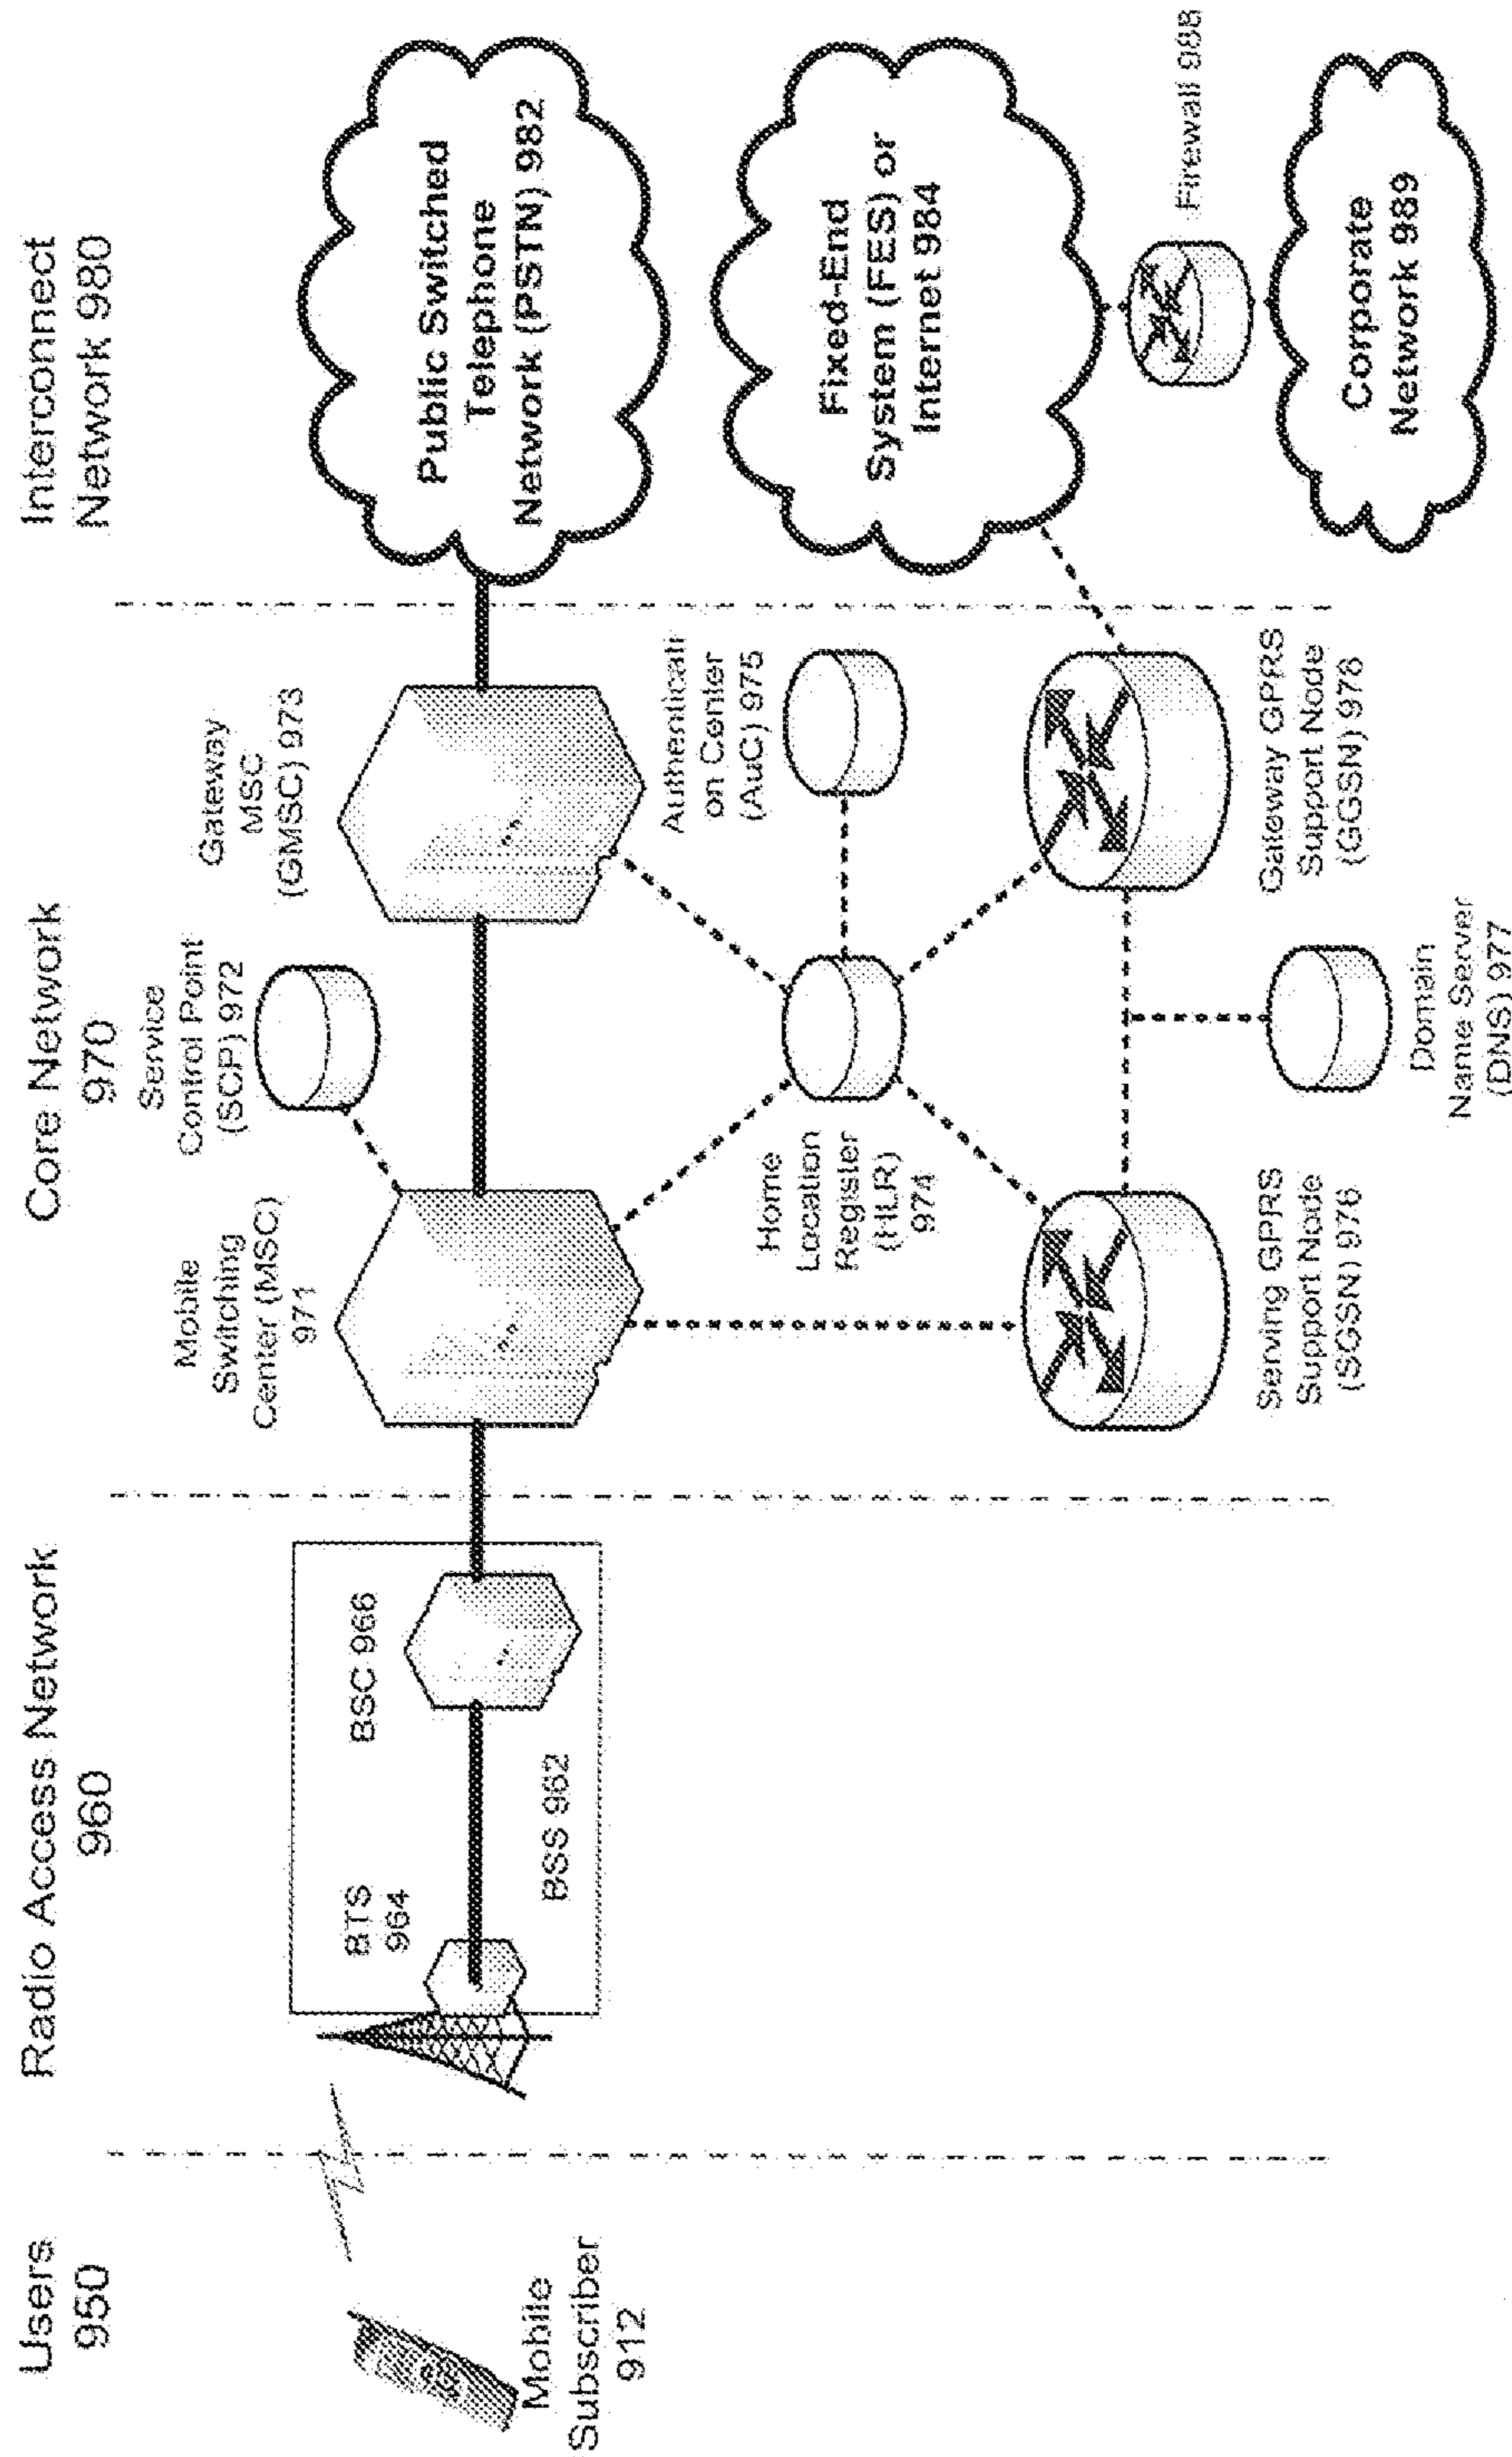 Users
950
Radio Access Network
960
Core Network
970
Interconnect
Network 980
Mobile
Subscriber
912
BTS
964
BSC 966
BSS 962
Mobile
Switching
Center (MSC)
971
Service
Control Point
(SCP) 972
Gateway
MSC
(GMSC) 973
Home
Location
Register
(HLR)
974
Authenticati
on Center
(AuC) 975
Serving GPRS
Support Node
(SGSN) 976
Domain
Name Server
(DNS) 977
Gateway GPRS
Support Node
(GGSN) 978
Public Switched
Telephone
Network (PSTN) 982
Fixed-End
System (FES) or
Internet 984
Firewall 988
Corporate
Network 989